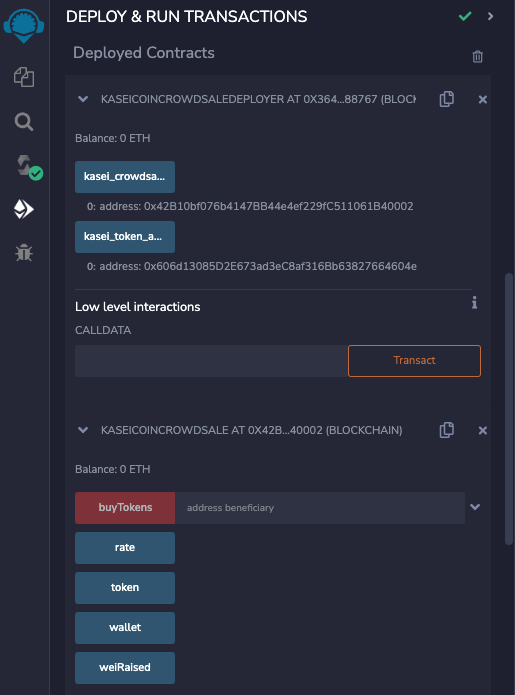 DEPLOY & RUN TRANSACTIONS
Deployed Contracts
KASEICOINCROWDSALEDEPLOYER AT 0X364...88767 (BLOCK
Balance: 0 ETH
kasei_crowdsa...
0: address: 0x42B10bf076b4147BB44e4ef229fC511061B40002
kasei_token_a...
0: address: 0x606d13085D2E673ad3eC8af316Bb63827664604e
Low level interactions
CALLDATA
Transact
KASEICOINCROWDSALE AT 0X42B...40002 (BLOCKCHAIN)
Balance: 0 ETH
buyTokens address beneficiary
rate
token
wallet
weiRaised